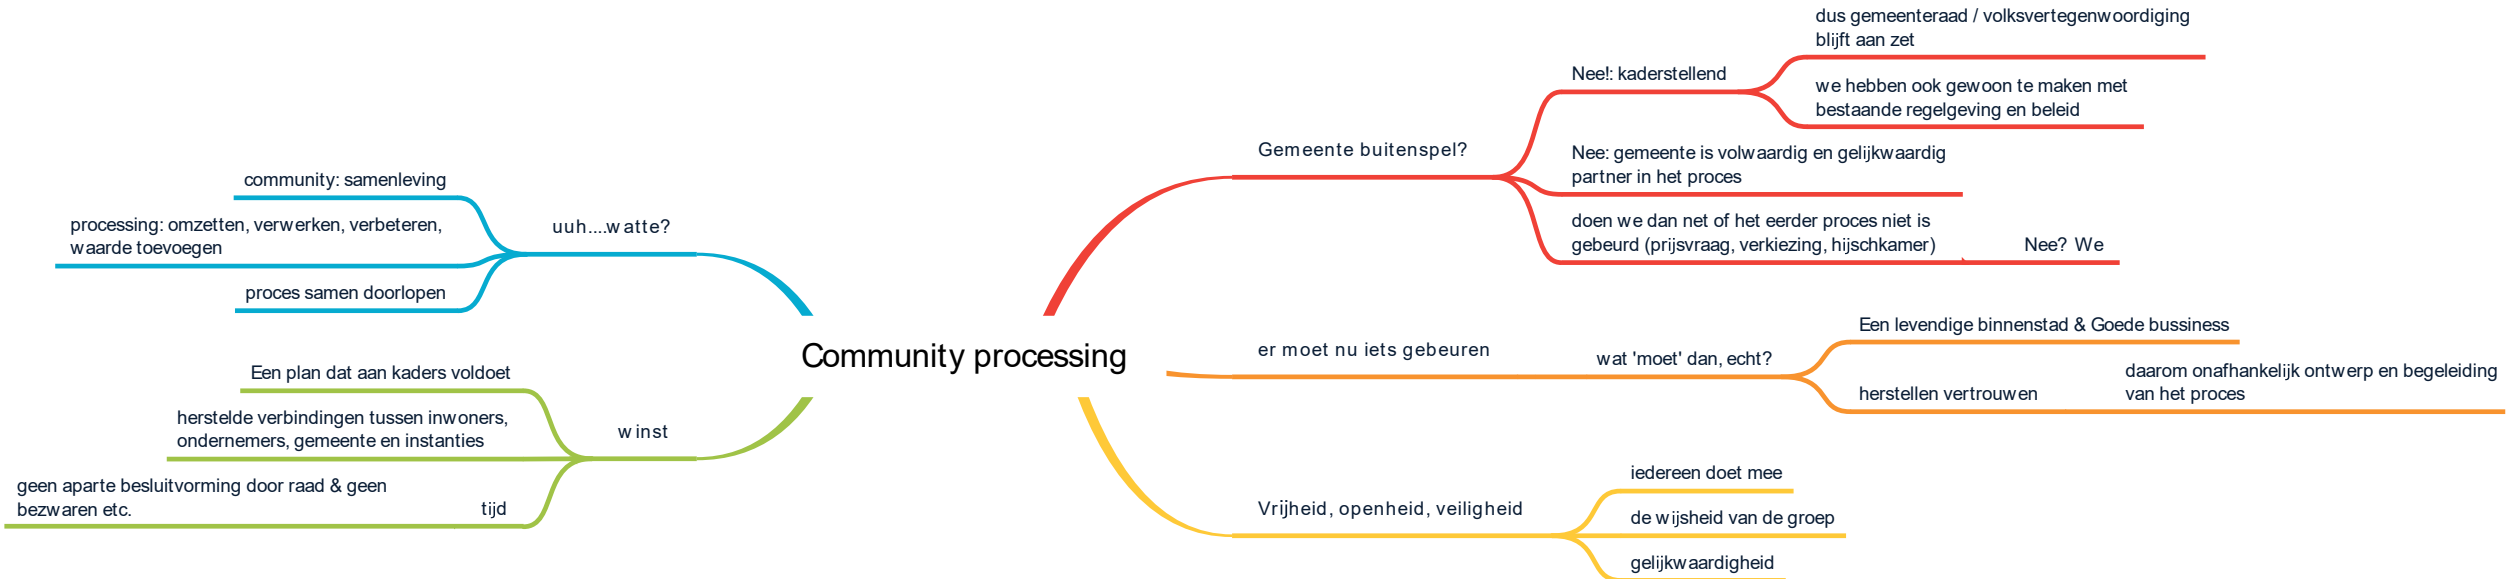 Community processing
Gemeente buitenspel?
Nee!: kaderstellend
dus gemeenteraad / volksvertegenwoordiging
blijft aan zet
we hebben ook gewoon te maken met
bestaande regelgeving en beleid
Nee: gemeente is volwaardig en gelijkwaardig
partner in het proces
doen we dan net of het eerder proces niet is
gebeurd (prijsvraag, verkiezing, hijschkamer)
Nee? We
er moet nu iets gebeuren
wat 'moet' dan, echt?
Een levendige binnenstad & Goede bussiness
herstellen vertrouwen
daarom onafhankelijk ontwerp en begeleiding
van het proces
Vrijheid, openheid, veiligheid
iedereen doet mee
de wijsheid van de groep
gelijkwaardigheid
uuh....watte?
community: samenleving
processing: omzetten, verwerken, verbeteren,
waarde toevoegen
proces samen doorlopen
winst
Een plan dat aan kaders voldoet
herstelde verbindingen tussen inwoners,
ondernemers, gemeente en instanties
tijd
geen aparte besluitvorming door raad & geen
bezwaren etc.